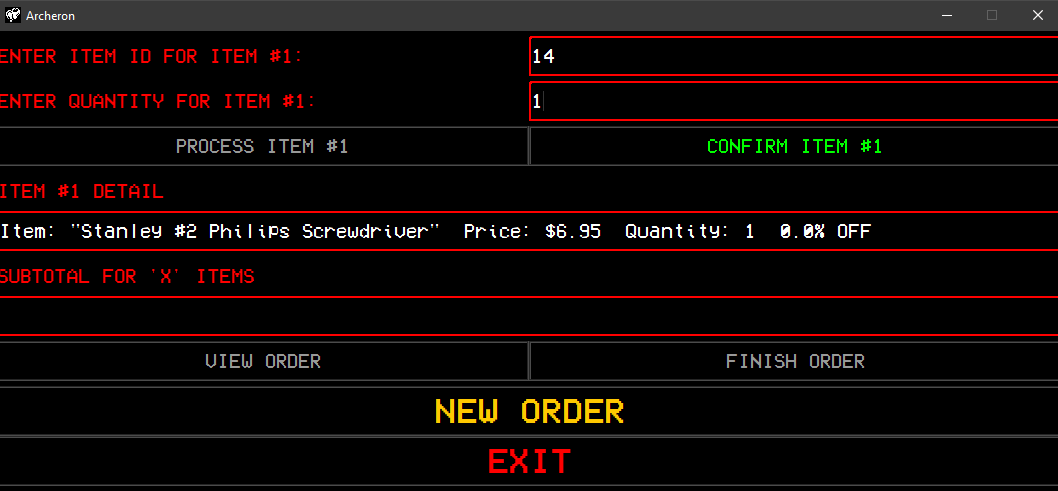 Archeron
ENTER ITEM ID FOR ITEM #1:
14
ENTER QUANTITY FOR ITEM #1:
1
PROCESS ITEM #1
CONFIRM ITEM #1
ITEM #1 DETAIL
Item: "Stanley #2 Philips Screwdriver" Price: $6.95 Quantity: 1 0.0% OFF
SUBTOTAL FOR 'X' ITEMS
VIEW ORDER
FINISH ORDER
NEW ORDER
EXIT